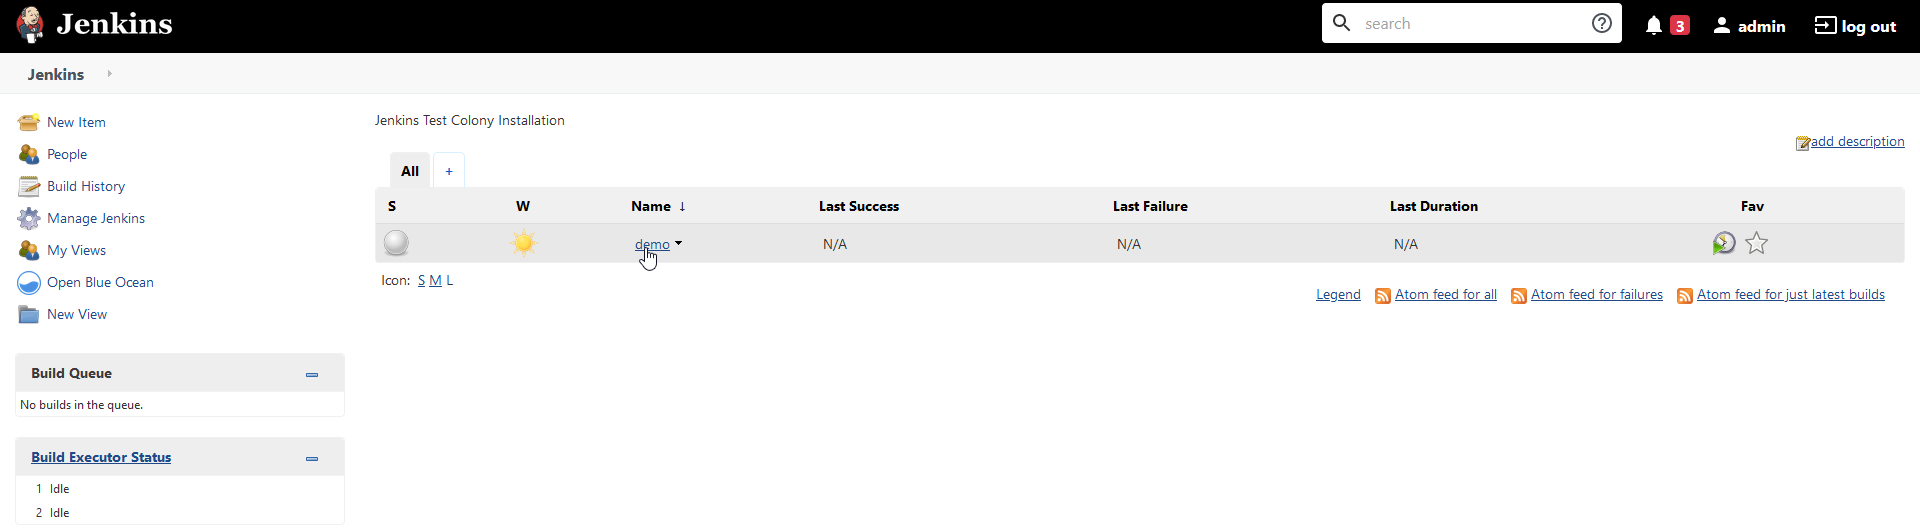 Jenkins
search
3
admin
log out
Jenkins
New Item
People
Build History
Manage Jenkins
My Views
Open Blue Ocean
New View
Build Queue
No builds in the queue.
Build Executor Status
1 Idle
2 Idle
Jenkins Test Colony Installation
add description
All +
S W Name ↓ Last Success Last Failure Last Duration Fav
demo N/A N/A N/A
Icon: S M L
Legend Atom feed for all Atom feed for failures Atom feed for just latest builds